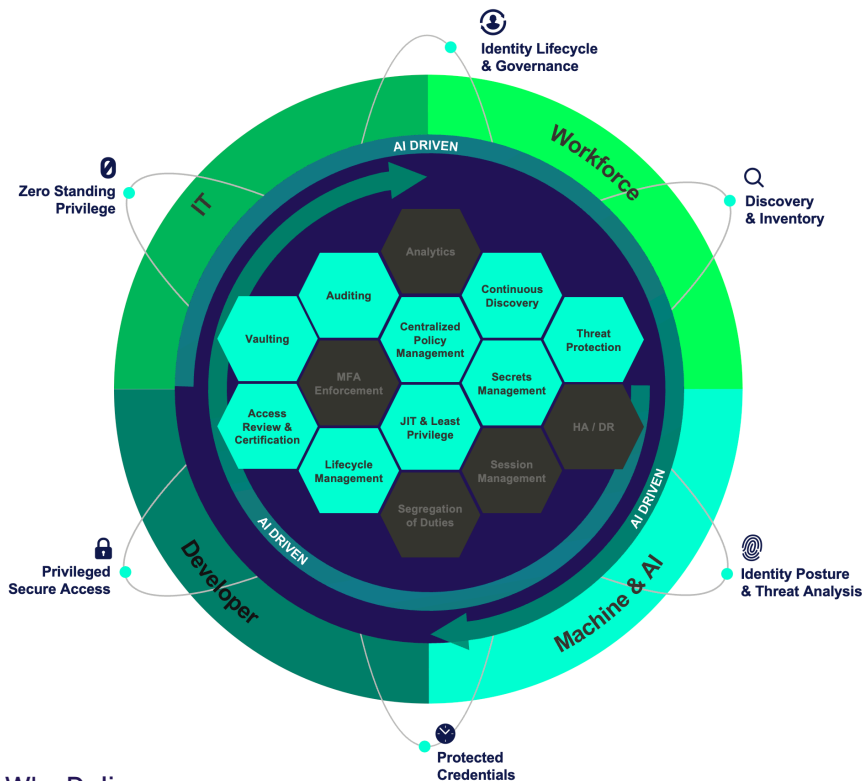 Identity Lifecycle
& Governance
AI DRIVEN
Workforce
IT
Zero Standing
Privilege
Discovery
& Inventory
Analytics
Auditing
Continuous
Discovery
Vaulting
Centralized
Policy
Management
Threat
Protection
MFA
Enforcement
Secrets
Management
Access
Review &
Certification
JIT & Least
Privilege
HA / DR
Lifecycle
Management
Session
Management
Segregation
of Duties
AI DRIVEN
AI DRIVEN
Developer
Machine & AI
Privileged
Secure Access
Identity Posture
& Threat Analysis
Protected
Credentials